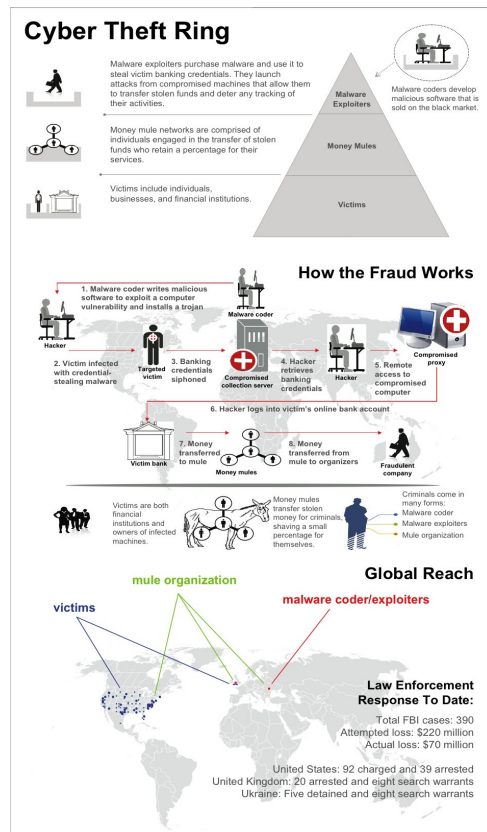 Cyber Theft Ring
Malware exploiters purchase malware and use it to
steal victim banking credentials. They launch
attacks from compromised machines that allow them
to transfer stolen funds and deter any tracking of
their activities.
Malware
Exploiters
Malware coders develop
malicious software that is
sold on the black market.
Money mule networks are comprised of
individuals engaged in the transfer of stolen
funds who retain a percentage for their
services.
Money Mules
Victims include individuals,
businesses, and financial institutions.
Victims
How the Fraud Works
1. Malware coder writes malicious
software to exploit a computer
vulnerability and installs a trojan
Malware coder
Hacker
2. Victim infected
with credential-
stealing malware
Targeted
victim
3. Banking
credentials
siphoned
Compromised
collection server
4. Hacker
retrieves
banking
credentials
Hacker
5. Remote
access to
compromised
computer
Compromised
proxy
6. Hacker logs into victim's online bank account
Victim bank
7. Money
transferred
to mule
Money mules
8. Money
transferred from
mule to organizers
Fraudulent
company
Victims are both
financial
institutions and
owners of infected
machines.
Money mules
transfer stolen
money for criminals,
shaving a small
percentage for
themselves.
Criminals come in
many forms:
Malware coder
Malware exploiters
Mule organization
Global Reach
mule organization
victims
malware coder/exploiters
Law Enforcement
Response To Date:
Total FBI cases: 390
Attempted loss: $220 million
Actual loss: $70 million
United States: 92 charged and 39 arrested
United Kingdom: 20 arrested and eight search warrants
Ukraine: Five detained and eight search warrants